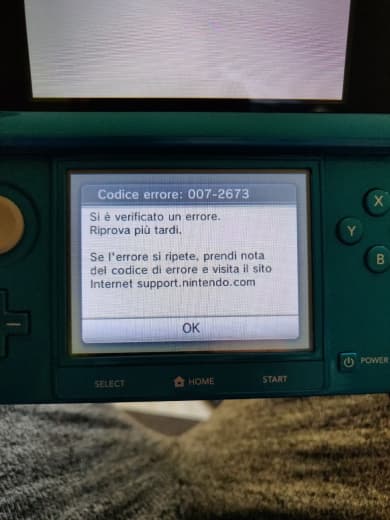 Codice errore: 007-2673
Si è verificato un errore.
Riprova più tardi.
Se l'errore si ripete, prendi nota
del codice di errore e visita il sito
Internet support.nintendo.com
OK
X
Y
B
POWER
SELECT
HOME
START